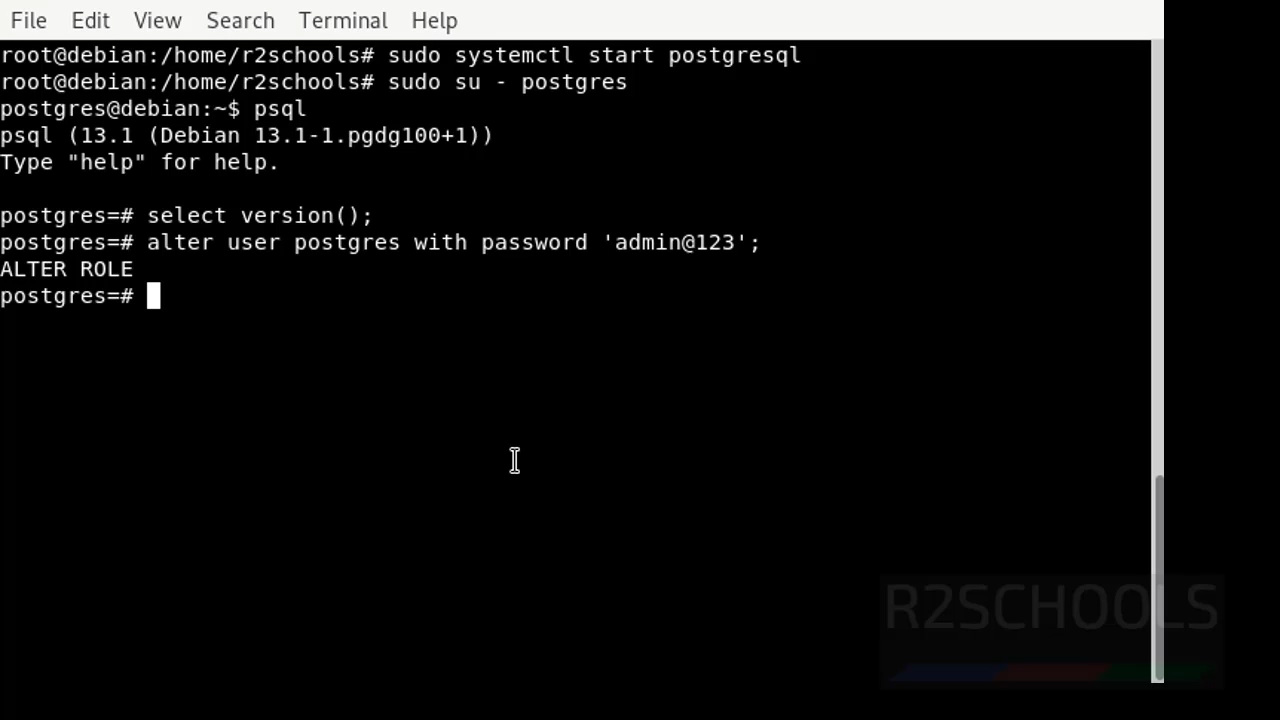 File Edit View Search Terminal Help
root@debian:/home/r2schools# sudo systemctl start postgresql
root@debian:/home/r2schools# sudo su - postgres
postgres@debian:~$ psql
psql (13.1 (Debian 13.1-1.pgdg100+1))
Type "help" for help.
postgres=# select version();
postgres=# alter user postgres with password 'admin@123';
ALTER ROLE
postgres=#
R2SCHOOLS